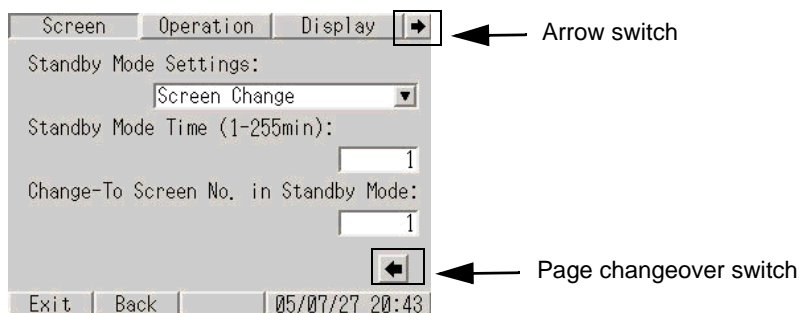 Screen Operation Display
Arrow switch
Standby Mode Settings:
Screen Change
Standby Mode Time (1-255min):
1
Change-To Screen No. in Standby Mode:
1
Page changeover switch
Exit Back 05/07/27 20:43